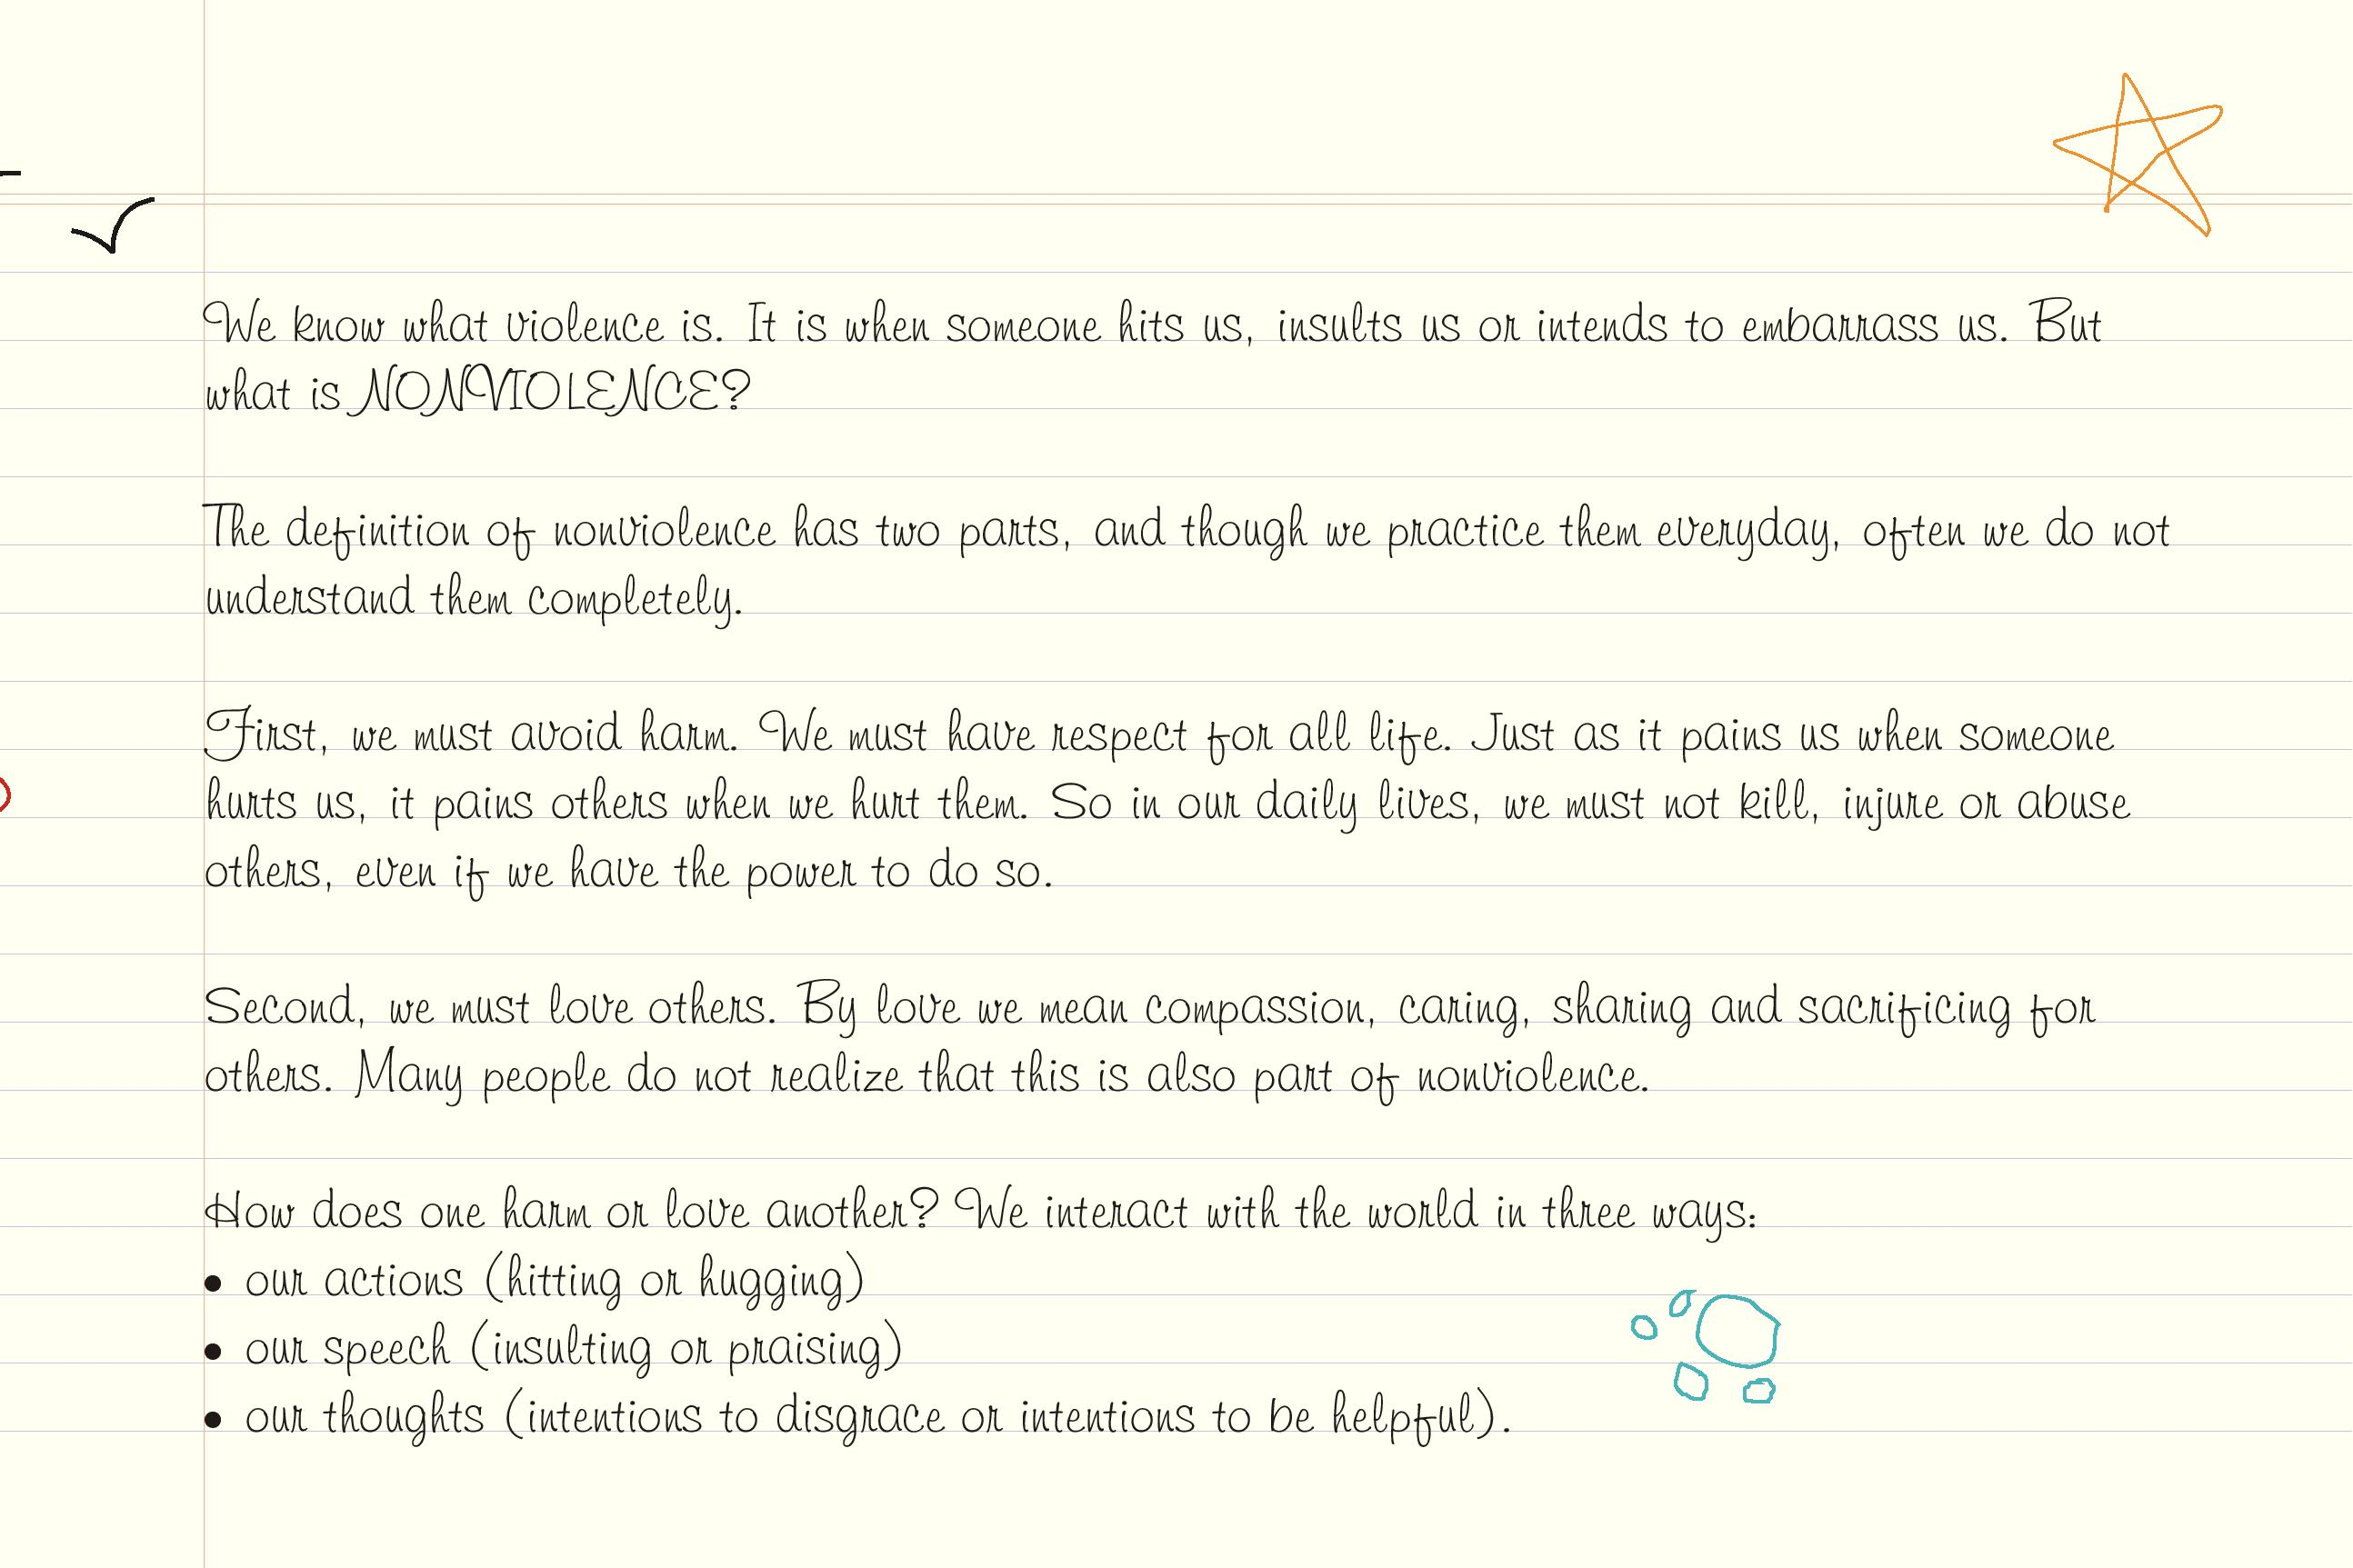 We know what violence is. It is when someone hits us, insults us or intends to embarrass us. But
what is NONVIOLENCE?
The definition of nonviolence has two parts, and though we practice them everyday, often we do not
understand them completely.
First, we must avoid harm. We must have respect for all life. Just as it pains us when someone
hurts us, it pains others when we hurt them. So in our daily lives, we must not kill, injure or abuse
others, even if we have the power to do so.
Second, we must love others. By love we mean compassion, caring, sharing and sacrificing for
others. Many people do not realize that this is also part of nonviolence.
How does one harm or love another? We interact with the world in three ways:
• our actions (hitting or hugging)
• our speech (insulting or praising)
• our thoughts (intentions to disgrace or intentions to be helpful).